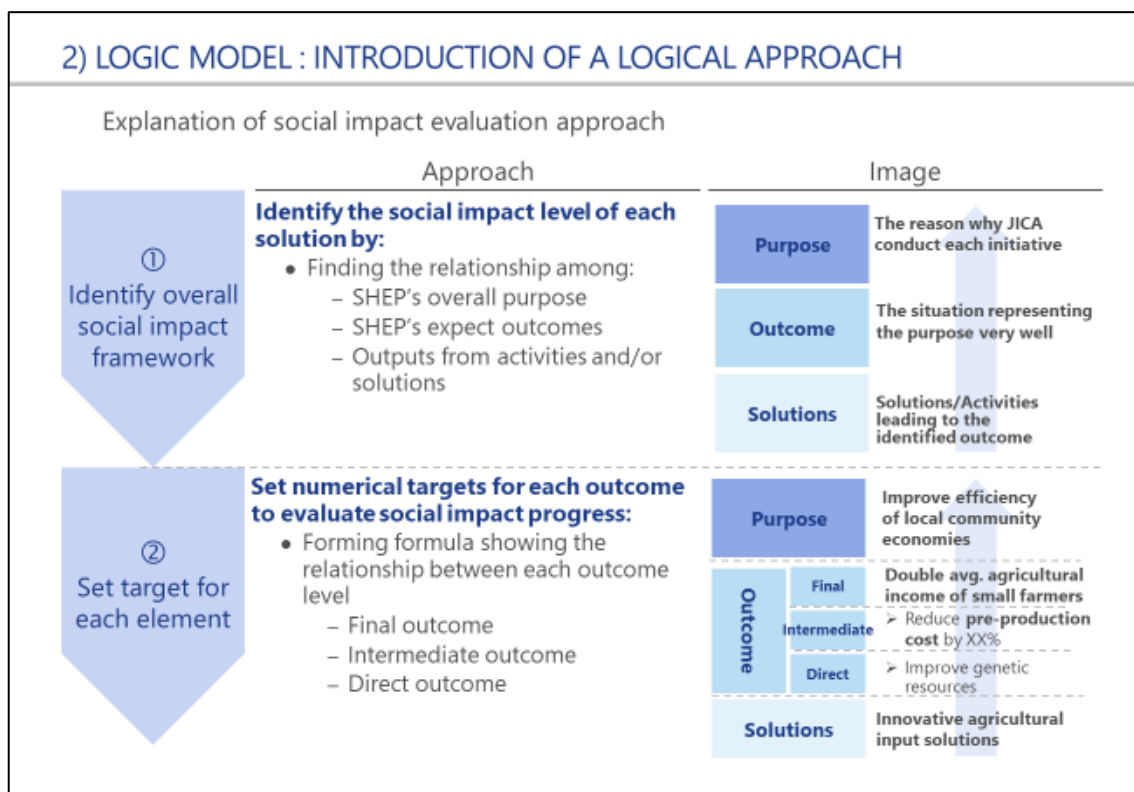 2) LOGIC MODEL : INTRODUCTION OF A LOGICAL APPROACH
Explanation of social impact evaluation approach
Approach
Image
①
Identify overall
social impact
framework
Identify the social impact level of each
solution by:
● Finding the relationship among:
– SHEP's overall purpose
– SHEP's expect outcomes
– Outputs from activities and/or
solutions
Purpose
The reason why JICA
conduct each initiative
Outcome
The situation representing
the purpose very well
Solutions
Solutions/Activities
leading to the
identified outcome
②
Set target for
each element
Set numerical targets for each outcome
to evaluate social impact progress:
● Forming formula showing the
relationship between each outcome
level
– Final outcome
– Intermediate outcome
– Direct outcome
Purpose
Improve efficiency
of local community
economies
Outcome
Final
Double avg. agricultural
income of small farmers
Intermediate
➢ Reduce pre-production
cost by XX%
Direct
➢ Improve genetic
resources
Solutions
Innovative agricultural
input solutions